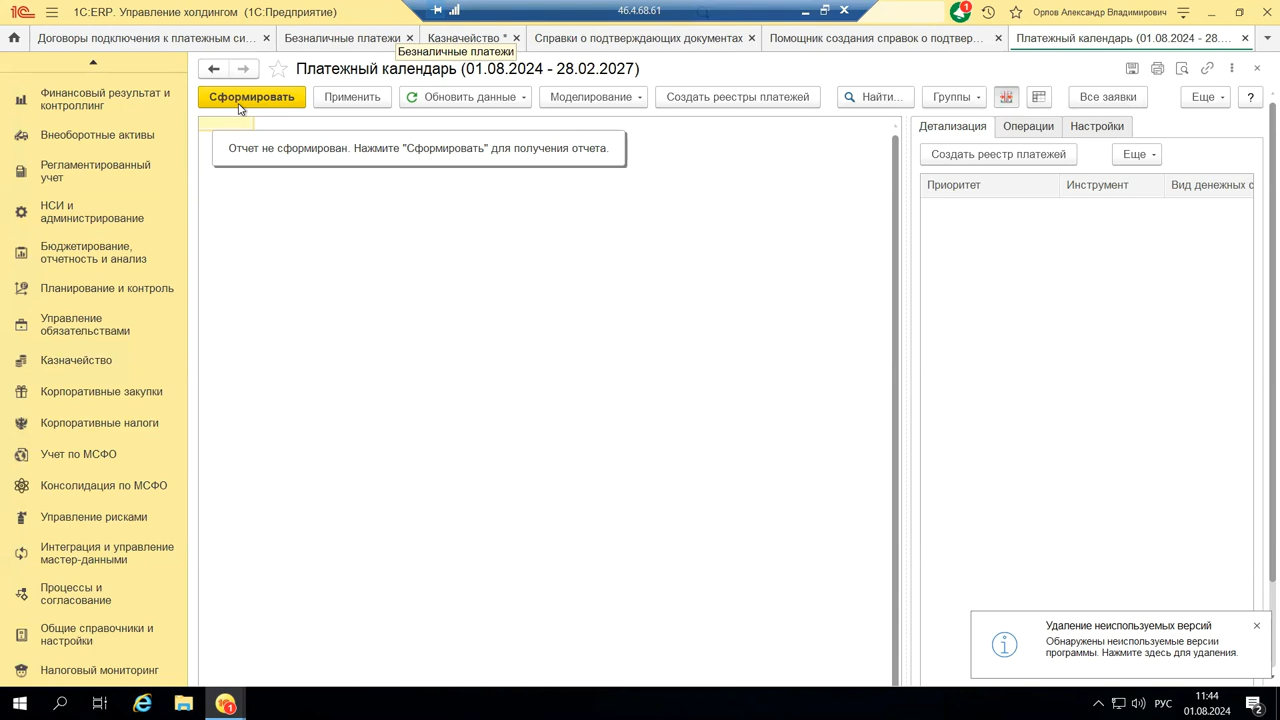 1С:ERP. Управление холдингом (1С:Предприятие)
46.4.68.61
1
Орлов Александр Владимирович
Договоры подключения к платежным си...
Безналичные платежи
Казначейство *
Справки о подтверждающих документах
Помощник создания справок о подтвер...
Платежный календарь (01.08.2024 - 28....
Безналичные платежи
Платежный календарь (01.08.2024 - 28.02.2027)
Сформировать
Применить
Обновить данные
Моделирование
Создать реестры платежей
Найти...
Группы
Все заявки
Еще
?
Отчет не сформирован. Нажмите "Сформировать" для получения отчета.
Детализация
Операции
Настройки
Создать реестр платежей
Еще
Приоритет
Инструмент
Вид денежных с
Финансовый результат и
контроллинг
Внеоборотные активы
Регламентированный
учет
НСИ и
администрирование
Бюджетирование,
отчетность и анализ
Планирование и контроль
Управление
обязательствами
Казначейство
Корпоративные закупки
Корпоративные налоги
Учет по МСФО
Консолидация по МСФО
Управление рисками
Интеграция и управление
мастер-данными
Процессы и
согласование
Общие справочники и
настройки
Налоговый мониторинг
Удаление неиспользуемых версий
Обнаружены неиспользуемые версии
программы. Нажмите здесь для удаления.
1
РУС
11:44
01.08.2024
2